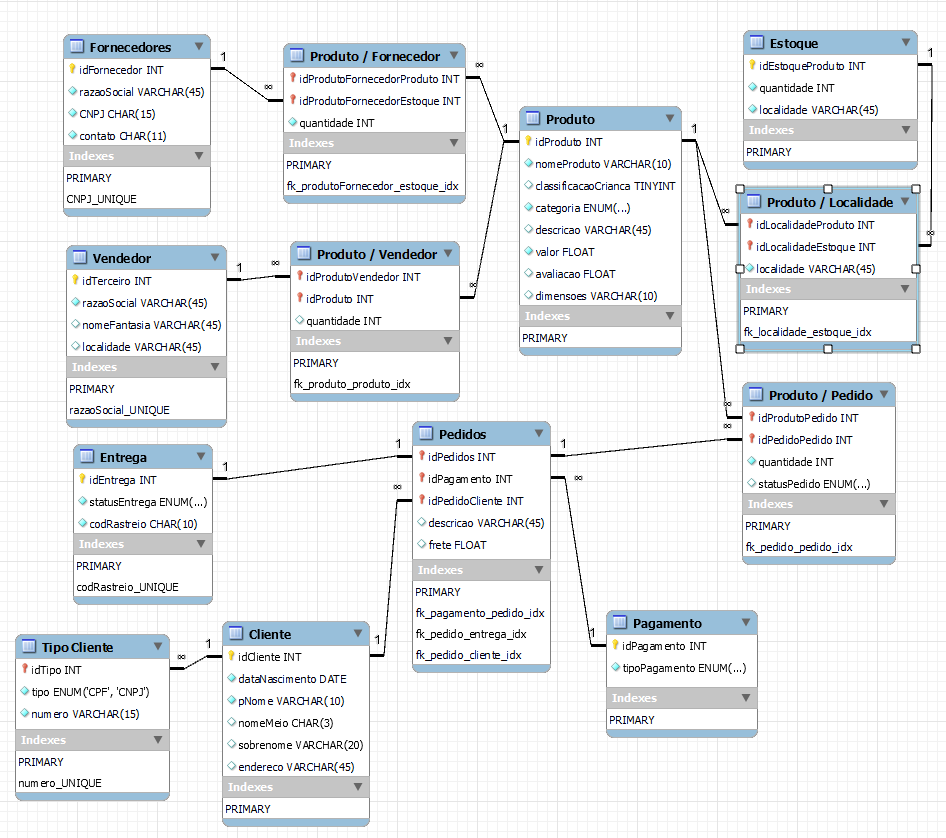 Fornecedores
idFornecedor INT
razaoSocial VARCHAR(45)
CNPJ CHAR(15)
contato CHAR(11)
Indexes
PRIMARY
CNPJ_UNIQUE
1
∞
Produto / Fornecedor
idProdutoFornecedorProduto INT
idProdutoFornecedorEstoque INT
quantidade INT
Indexes
PRIMARY
fk_produtoFornecedor_estoque_idx
∞
1
Produto
idProduto INT
nomeProduto VARCHAR(10)
classificacaoCrianca TINYINT
categoria ENUM(...)
descricao VARCHAR(45)
valor FLOAT
avaliacao FLOAT
dimensoes VARCHAR(10)
Indexes
PRIMARY
1
∞
Estoque
idEstoqueProduto INT
quantidade INT
localidade VARCHAR(45)
Indexes
PRIMARY
1
∞
Produto / Localidade
idLocalidadeProduto INT
idLocalidadeEstoque INT
localidade VARCHAR(45)
Indexes
PRIMARY
fk_localidade_estoque_idx
Vendedor
idTerceiro INT
razaoSocial VARCHAR(45)
nomeFantasia VARCHAR(45)
localidade VARCHAR(45)
Indexes
PRIMARY
razaoSocial_UNIQUE
1
∞
Produto / Vendedor
idProdutoVendedor INT
idProduto INT
quantidade INT
Indexes
PRIMARY
fk_produto_produto_idx
∞
∞
∞
Produto / Pedido
idProdutoPedido INT
idPedidoPedido INT
quantidade INT
statusPedido ENUM(...)
Indexes
PRIMARY
fk_pedido_pedido_idx
Entrega
idEntrega INT
statusEntrega ENUM(...)
codRastreio CHAR(10)
Indexes
PRIMARY
codRastreio_UNIQUE
1
1
∞
Pedidos
idPedidos INT
idPagamento INT
idPedidoCliente INT
descricao VARCHAR(45)
frete FLOAT
Indexes
PRIMARY
fk_pagamento_pedido_idx
fk_pedido_entrega_idx
fk_pedido_cliente_idx
1
∞
1
Pagamento
idPagamento INT
tipoPagamento ENUM(...)
Indexes
PRIMARY
Tipo Cliente
idTipo INT
tipo ENUM('CPF', 'CNPJ')
numero VARCHAR(15)
Indexes
PRIMARY
numero_UNIQUE
∞
1
Cliente
idCliente INT
dataNascimento DATE
pNome VARCHAR(10)
nomeMeio CHAR(3)
sobrenome VARCHAR(20)
endereco VARCHAR(45)
Indexes
PRIMARY
1